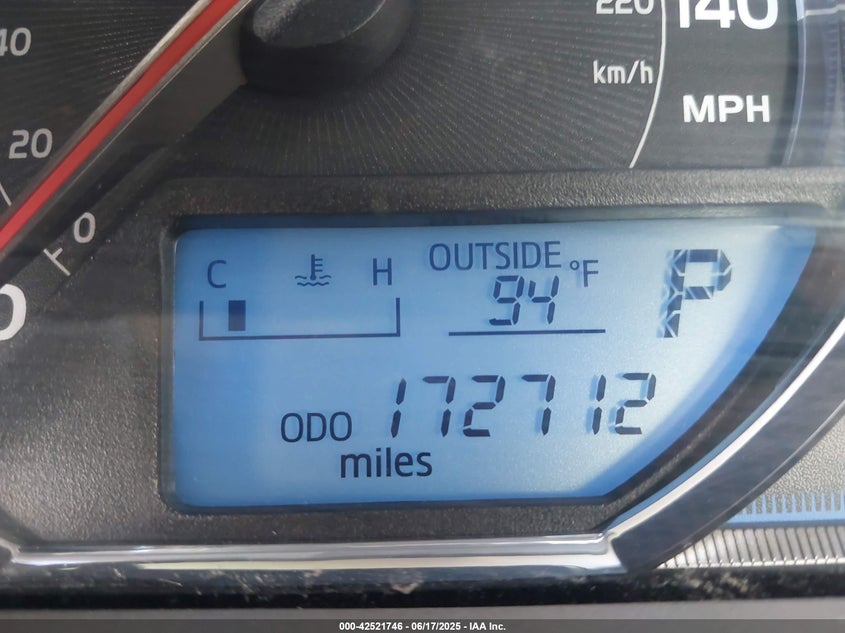 220
140
40
km/h
MPH
20
0
OUTSIDE
C H 94 °F P
ODO 172712
miles
000-42521746 - 06/17/2025 - IAA Inc.